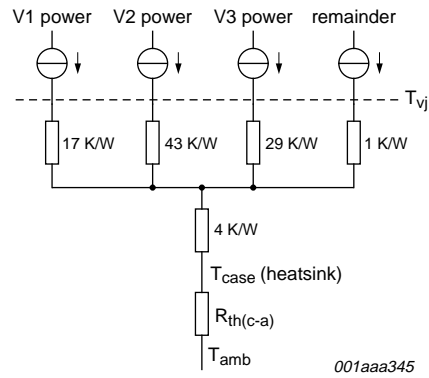 V1 power V2 power V3 power remainder
Tvj
17 K/W 43 K/W 29 K/W 1 K/W
4 K/W
Tcase (heatsink)
Rth(c-a)
Tamb
001aaa345